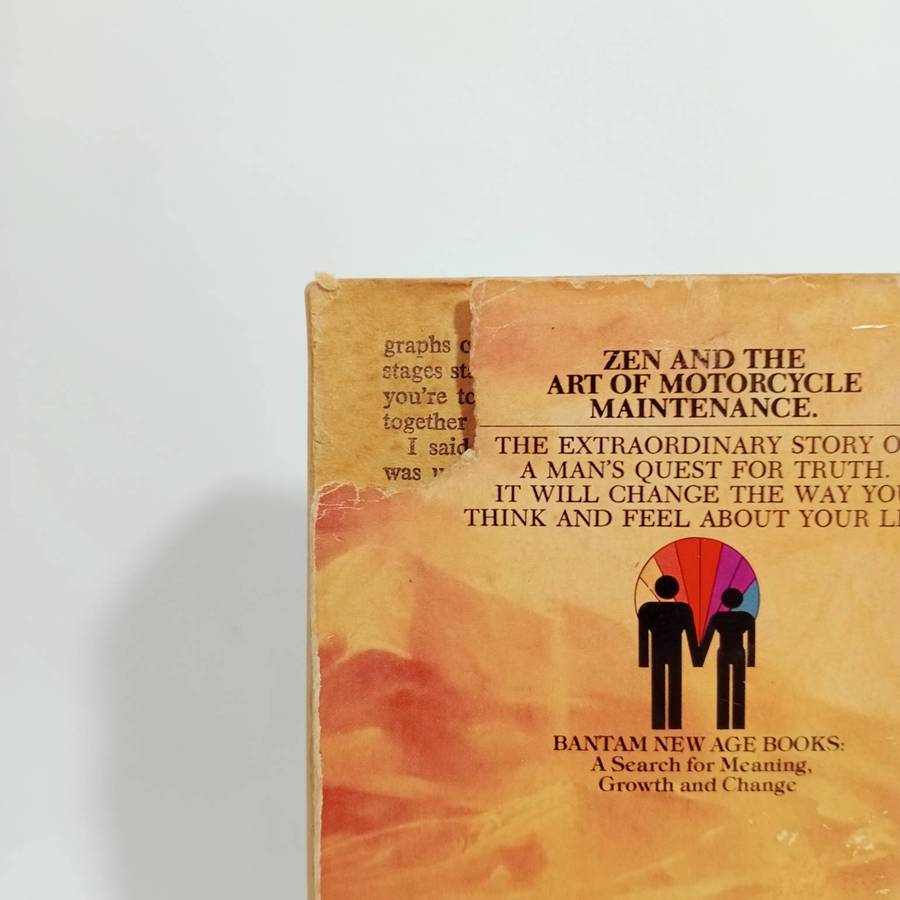 graphs
stages
you're
together
I said
was
ZEN AND THE
ART OF MOTORCYCLE
MAINTENANCE.
THE EXTRAORDINARY STORY
A MAN'S QUEST FOR TRUTH.
IT WILL CHANGE THE WAY
THINK AND FEEL ABOUT YOUR
BANTAM NEW AGE BOOKS:
A Search for Meaning,
Growth and Change